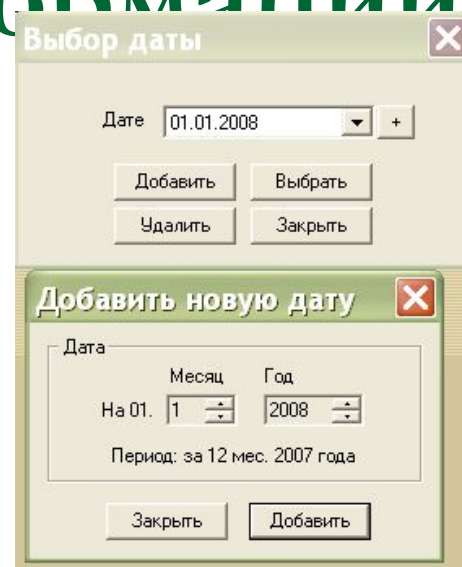 Выбор даты
Дате 01.01.2008 +
Добавить Выбрать
Удалить Закрыть
Добавить новую дату
Дата
Месяц Год
На 01. 1 2008
Период: за 12 мес. 2007 года
Закрыть Добавить